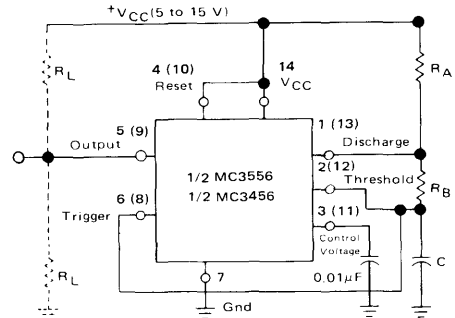 +VCC (5 to 15 V)
RL
4 (10)
Reset
14
VCC
RA
5 (9)
Output
1 (13)
Discharge
2 (12)
Threshold
RB
1/2 MC3556
1/2 MC3456
6 (8)
Trigger
3 (11)
Control
Voltage
C
RL
7
0.01μF
Gnd